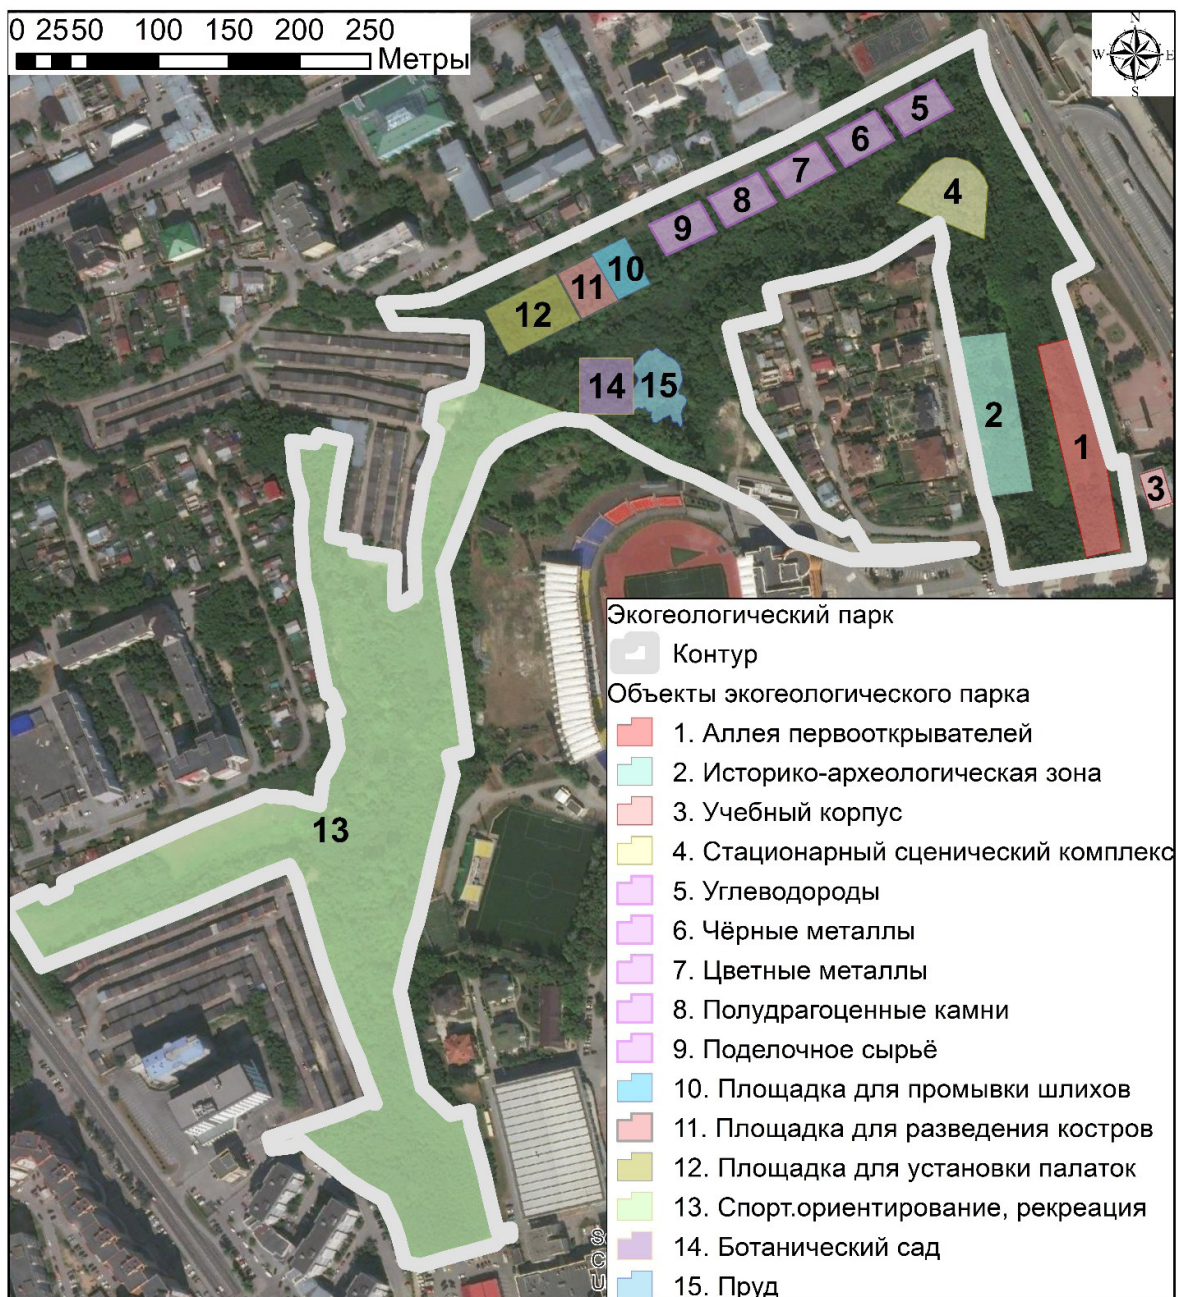 0 25 50 100 150 200 250
Метры
N
W E
S
5
6
7
4
8
9
10
11
12
14
15
2
1
3
13
Экогеологический парк
Контур
Объекты экогеологического парка
1. Аллея первооткрывателей
2. Историко-археологическая зона
3. Учебный корпус
4. Стационарный сценический комплекс
5. Углеводороды
6. Чёрные металлы
7. Цветные металлы
8. Полудрагоценные камни
9. Поделочное сырьё
10. Площадка для промывки шлихов
11. Площадка для разведения костров
12. Площадка для установки палаток
13. Спорт.ориентирование, рекреация
14. Ботанический сад
15. Пруд